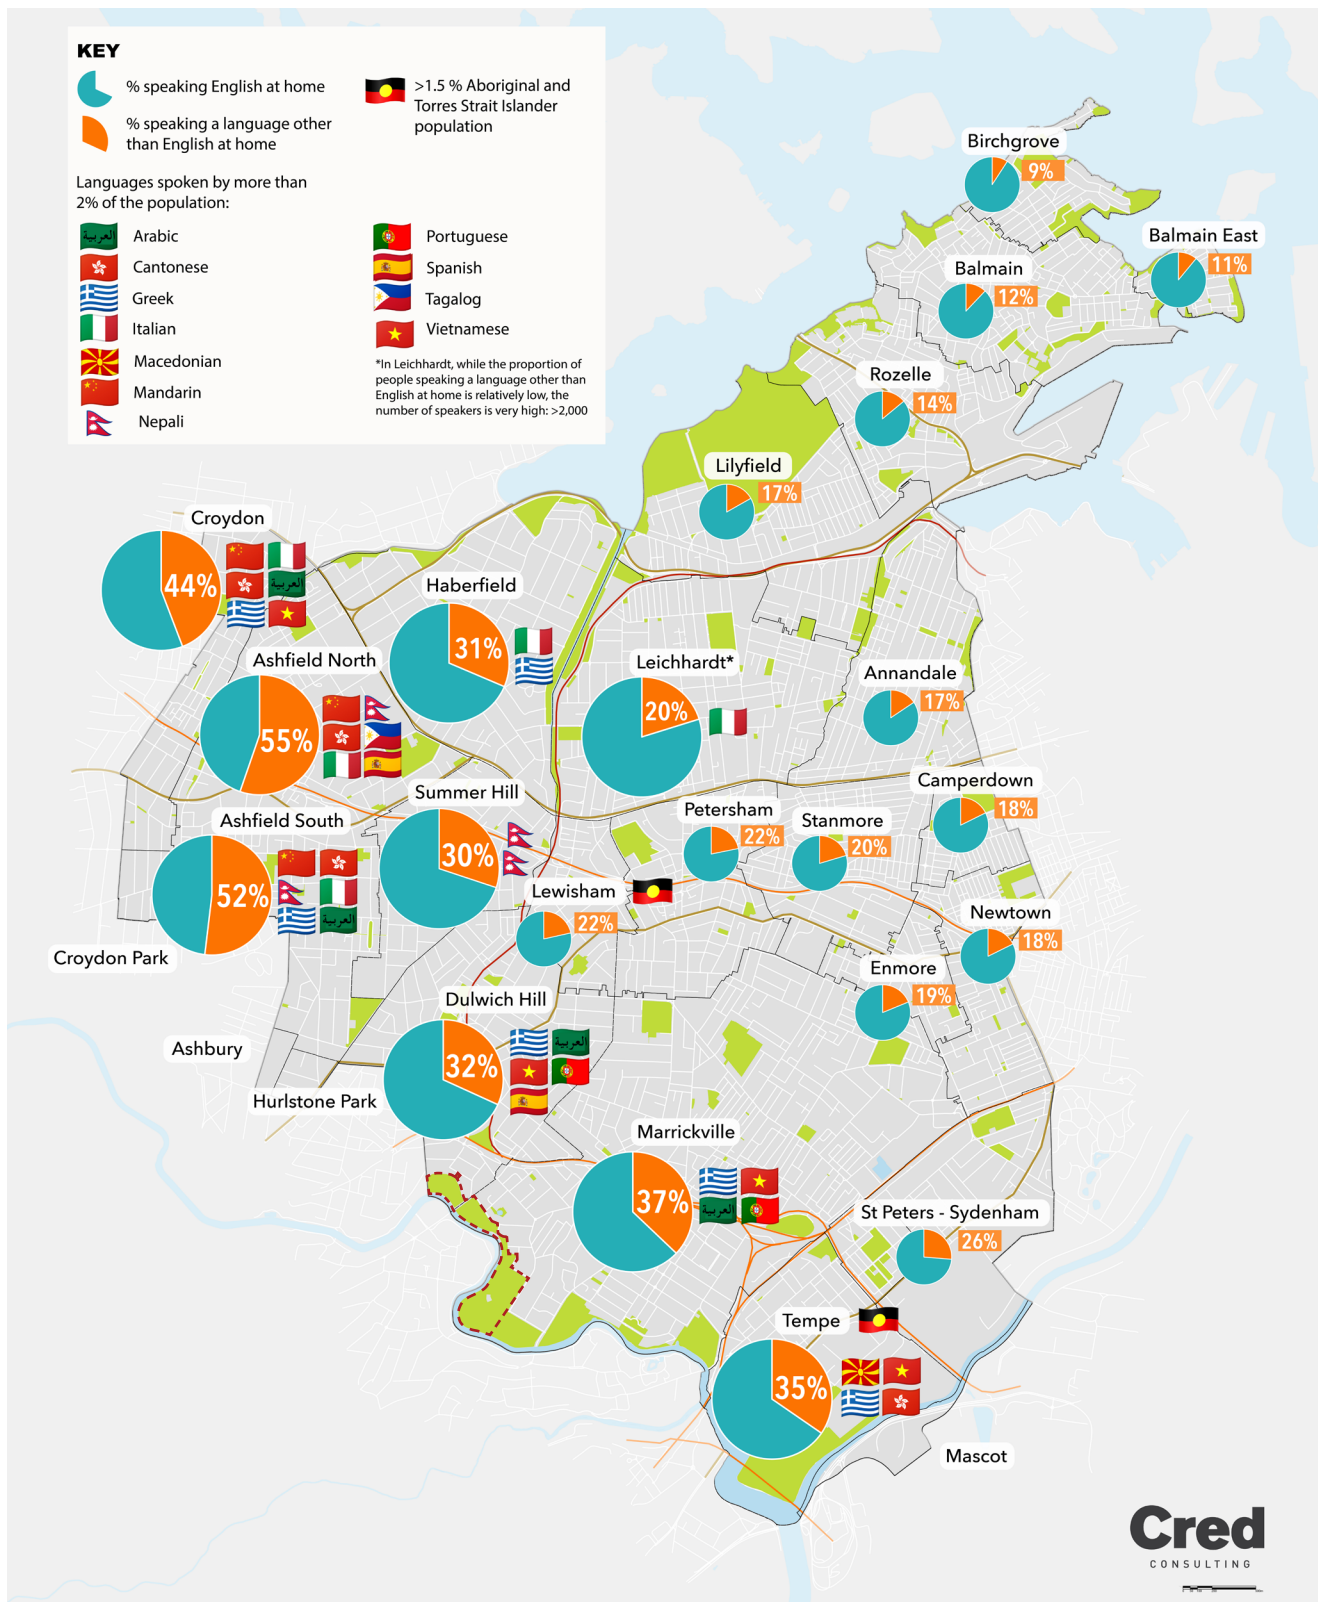 KEY
% speaking English at home
% speaking a language other
than English at home
>1.5 % Aboriginal and
Torres Strait Islander
population
Languages spoken by more than
2% of the population:
العربية Arabic
Cantonese
Greek
Italian
Macedonian
Mandarin
Nepali
Portuguese
Spanish
Tagalog
Vietnamese
*In Leichhardt, while the proportion of
people speaking a language other than
English at home is relatively low, the
number of speakers is very high: >2,000
Birchgrove
9%
Balmain East
11%
Balmain
12%
Rozelle
14%
Lilyfield
17%
Croydon
44%
العربية
Haberfield
31%
Ashfield North
55%
Leichhardt*
20%
Annandale
17%
Summer Hill
30%
Camperdown
18%
Petersham
22%
Stanmore
20%
Ashfield South
52%
العربية
Lewisham
22%
Newtown
18%
Croydon Park
Enmore
19%
Dulwich Hill
32%
العربية
Ashbury
Hurlstone Park
Marrickville
37%
العربية
St Peters - Sydenham
26%
Tempe
35%
Mascot
Cred
CONSULTING